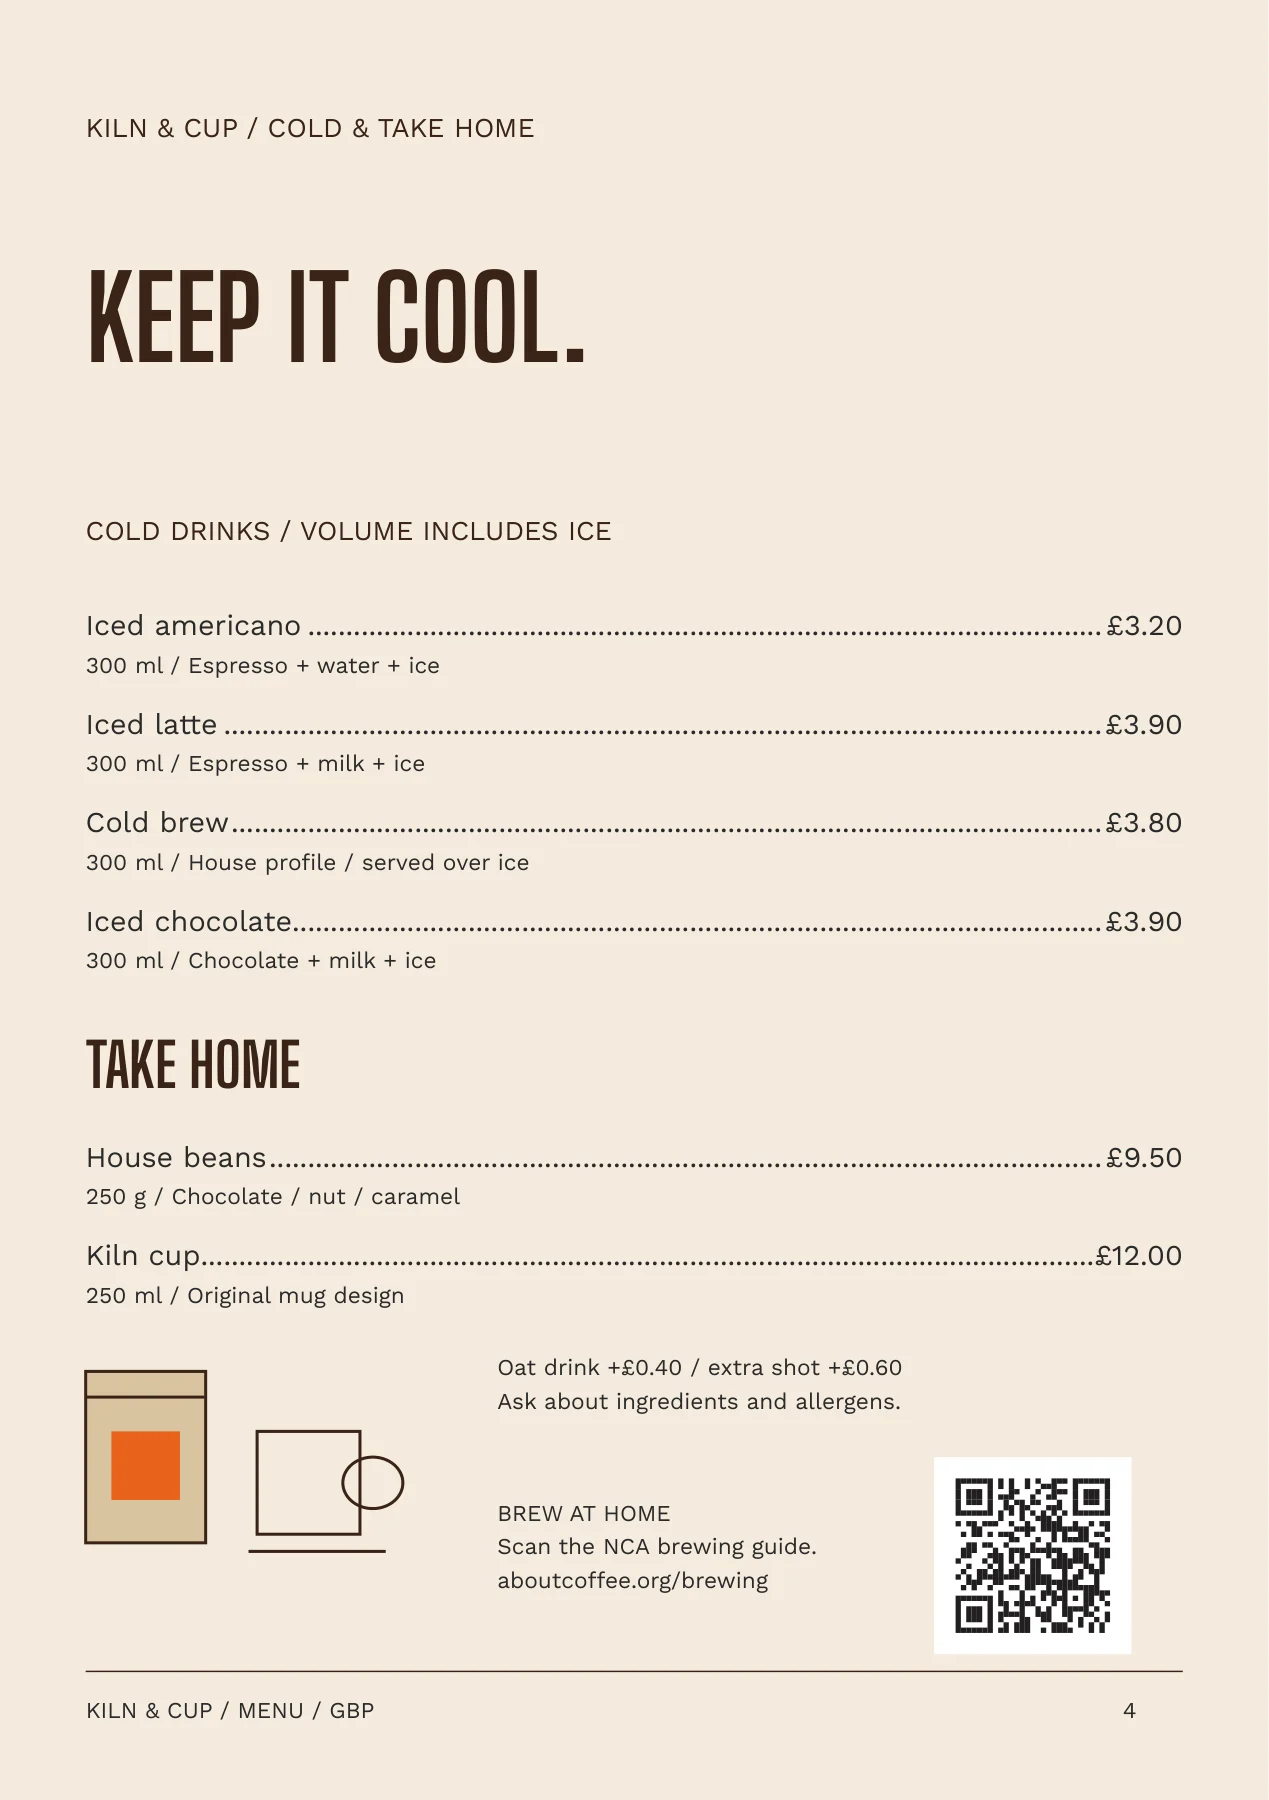 KILN & CUP / COLD & TAKE HOME
KEEP IT COOL.
COLD DRINKS / VOLUME INCLUDES ICE
Iced americano ........................................................................................................ £3.20
300 ml / Espresso + water + ice
Iced latte ................................................................................................................... £3.90
300 ml / Espresso + milk + ice
Cold brew.................................................................................................................. £3.80
300 ml / House profile / served over ice
Iced chocolate.......................................................................................................... £3.90
300 ml / Chocolate + milk + ice
TAKE HOME
House beans............................................................................................................. £9.50
250 g / Chocolate / nut / caramel
Kiln cup..................................................................................................................... £12.00
250 ml / Original mug design
Oat drink +£0.40 / extra shot +£0.60
Ask about ingredients and allergens.
BREW AT HOME
Scan the NCA brewing guide.
aboutcoffee.org/brewing
KILN & CUP / MENU / GBP
4